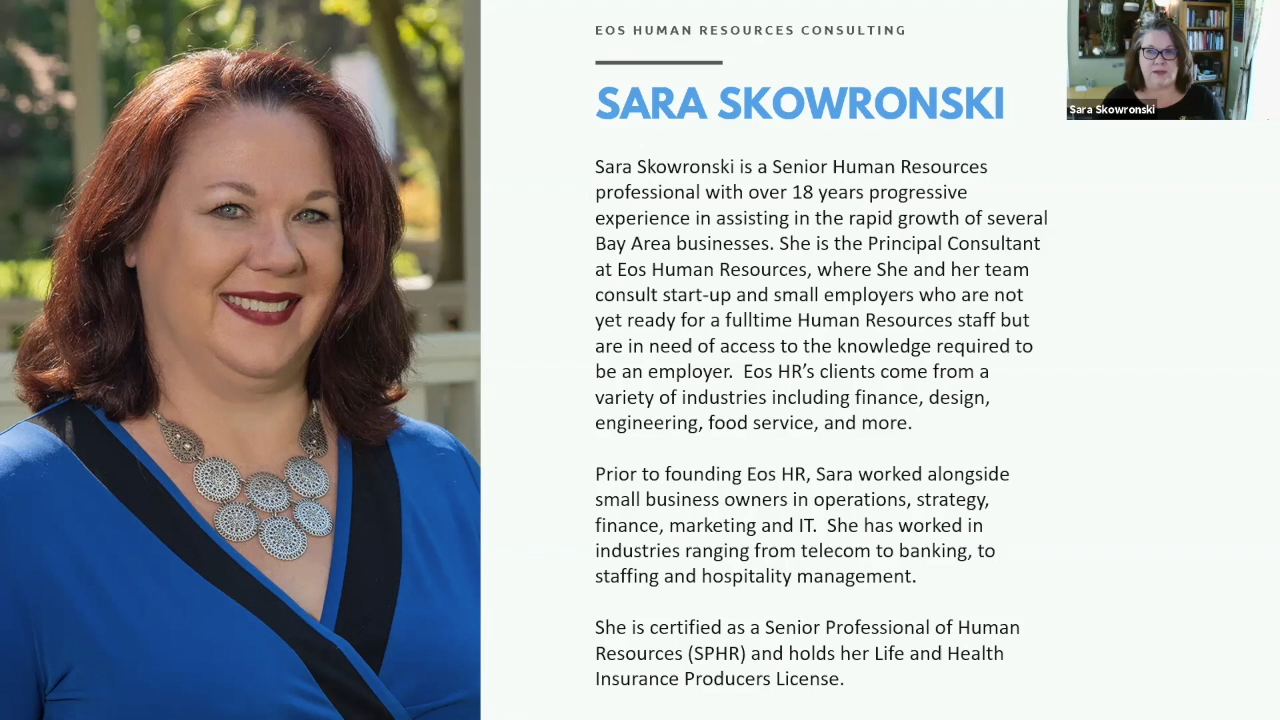 EOS HUMAN RESOURCES CONSULTING
SARA SKOWRONSKI
Sara Skowronski
Sara Skowronski is a Senior Human Resources
professional with over 18 years progressive
experience in assisting in the rapid growth of several
Bay Area businesses. She is the Principal Consultant
at Eos Human Resources, where She and her team
consult start-up and small employers who are not
yet ready for a fulltime Human Resources staff but
are in need of access to the knowledge required to
be an employer.  Eos HR’s clients come from a
variety of industries including finance, design,
engineering, food service, and more.
Prior to founding Eos HR, Sara worked alongside
small business owners in operations, strategy,
finance, marketing and IT.  She has worked in
industries ranging from telecom to banking, to
staffing and hospitality management.
She is certified as a Senior Professional of Human
Resources (SPHR) and holds her Life and Health
Insurance Producers License.